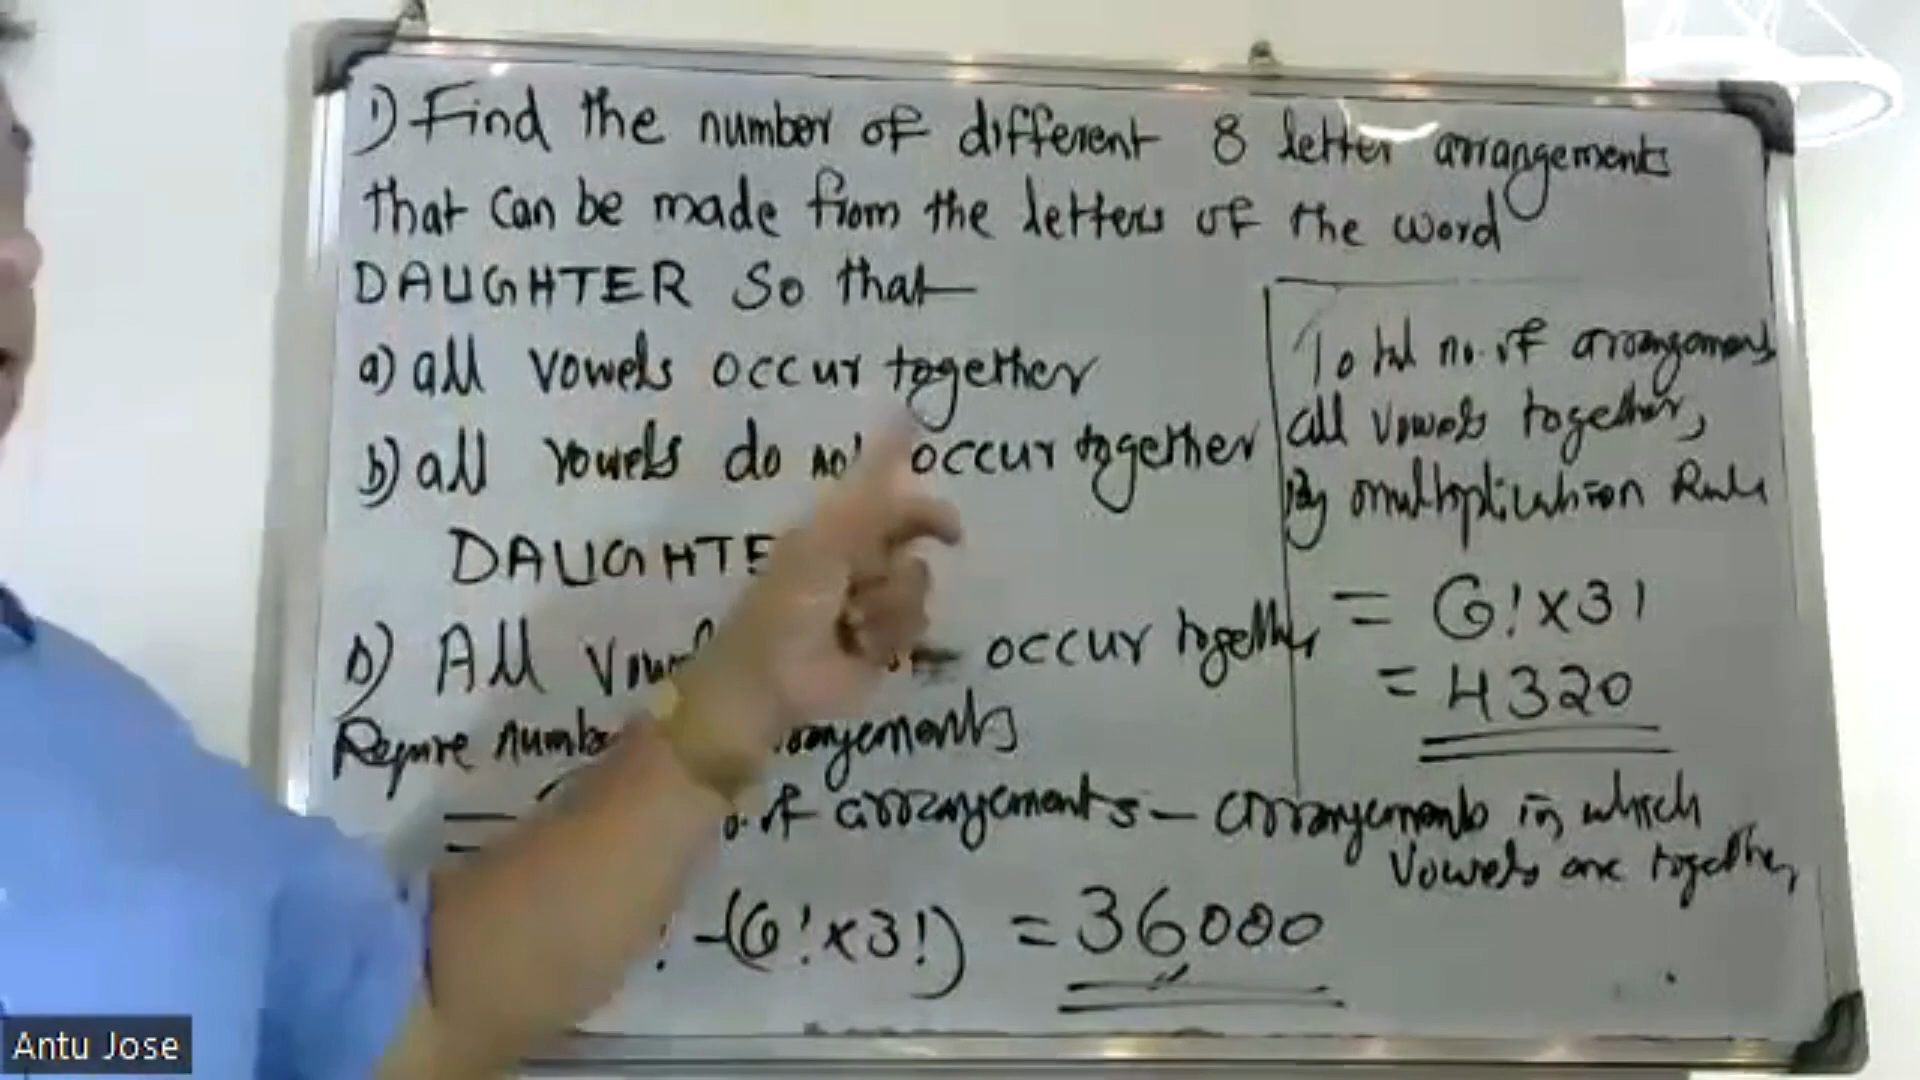 1) Find the number of different 8 letter arrangements
that can be made from the letters of the word
DAUGHTER so that
a) all vowels occur together
b) all vowels do not occur together
DAUGHTE
b) All occur together
arrangements
of arrangements – arrangements in which
vowels are together
! -(6!×3!) = 36000
Total no. of arrangements
all vowels together,
By multiplication Rule
= 6!×3!
= 4320
Antu Jose